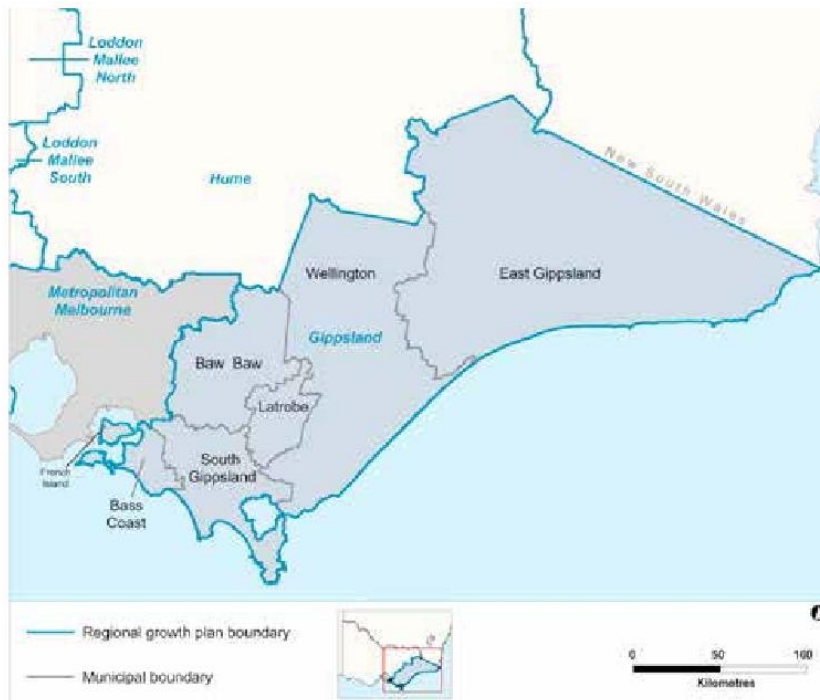 Loddon
Mallee
North
Loddon
Mallee
South
Hume
New South Wales
Wellington
East Gippsland
Metropolitan
Melbourne
Gippsland
Baw Baw
Latrobe
French
Island
South
Gippsland
Bass
Coast
Regional growth plan boundary
Municipal boundary
0
50
100
Kilometres